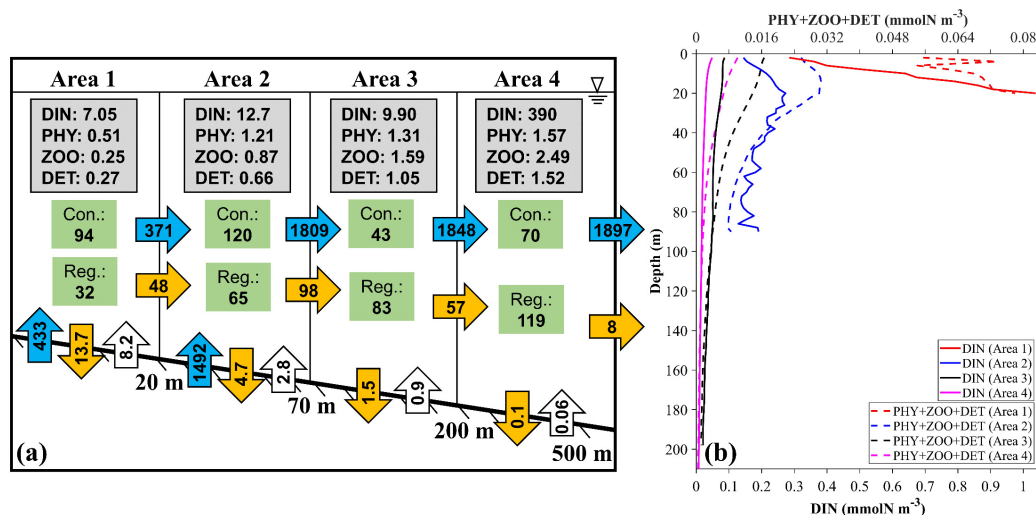 Area 1
Area 2
Area 3
Area 4
DIN: 7.05
PHY: 0.51
ZOO: 0.25
DET: 0.27
DIN: 12.7
PHY: 1.21
ZOO: 0.87
DET: 0.66
DIN: 9.90
PHY: 1.31
ZOO: 1.59
DET: 1.05
DIN: 390
PHY: 1.57
ZOO: 2.49
DET: 1.52
Con.:
94
371
Con.:
120
1809
Con.:
43
1848
Con.:
70
1897
Reg.:
32
48
Reg.:
65
98
Reg.:
83
57
Reg.:
119
8
433
13.7
8.2
20 m
1492
4.7
2.8
70 m
1.5
0.9
200 m
0.1
0.06
500 m
(a)
PHY+ZOO+DET (mmolN m-3)
0
0.016
0.032
0.048
0.064
0.08
Depth (m)
0
20
40
60
80
100
120
140
160
180
200
DIN (Area 1)
DIN (Area 2)
DIN (Area 3)
DIN (Area 4)
PHY+ZOO+DET (Area 1)
PHY+ZOO+DET (Area 2)
PHY+ZOO+DET (Area 3)
PHY+ZOO+DET (Area 4)
(b)
0
0.1
0.2
0.3
0.4
0.5
0.6
0.7
0.8
0.9
1
DIN (mmolN m-3)